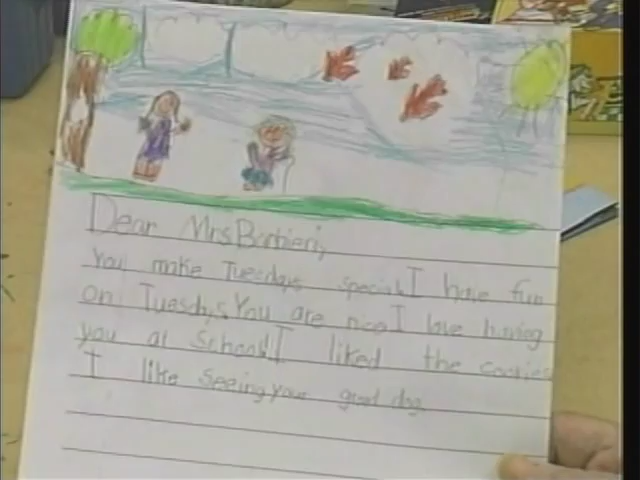 Dear Mrs Barbieri,
You make Tuesdays special. I have fun
on Tuesdays. You are nice I love having
you at School! I liked the cookies
I like seeing your good dog.